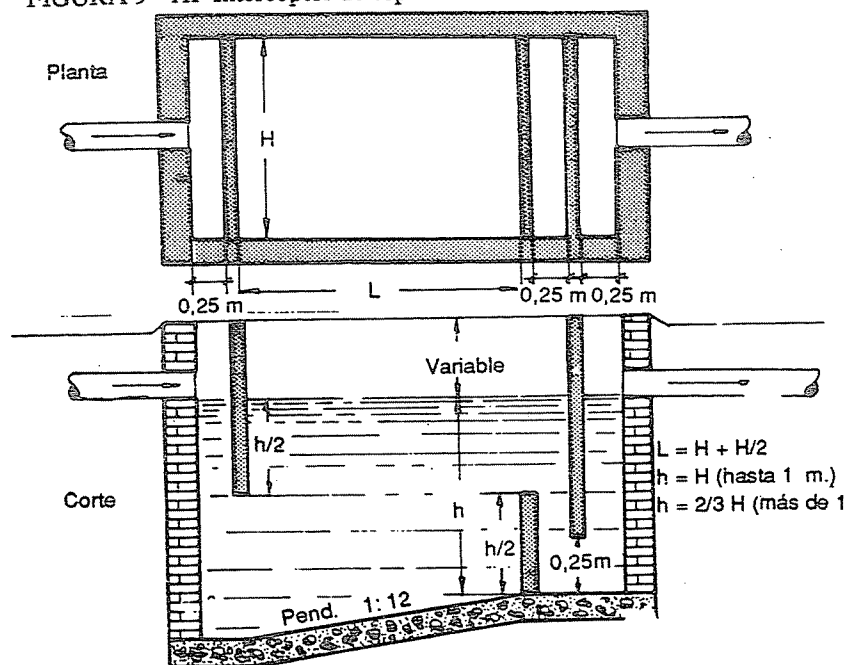 FIGURA 9
Planta
H
0,25 m
L
0,25 m
0,25 m
Variable
h/2
L = H + H/2
h = H (hasta 1 m.)
h = 2/3 H (más de 1
Corte
h
h/2
0,25m
Pend. 1:12